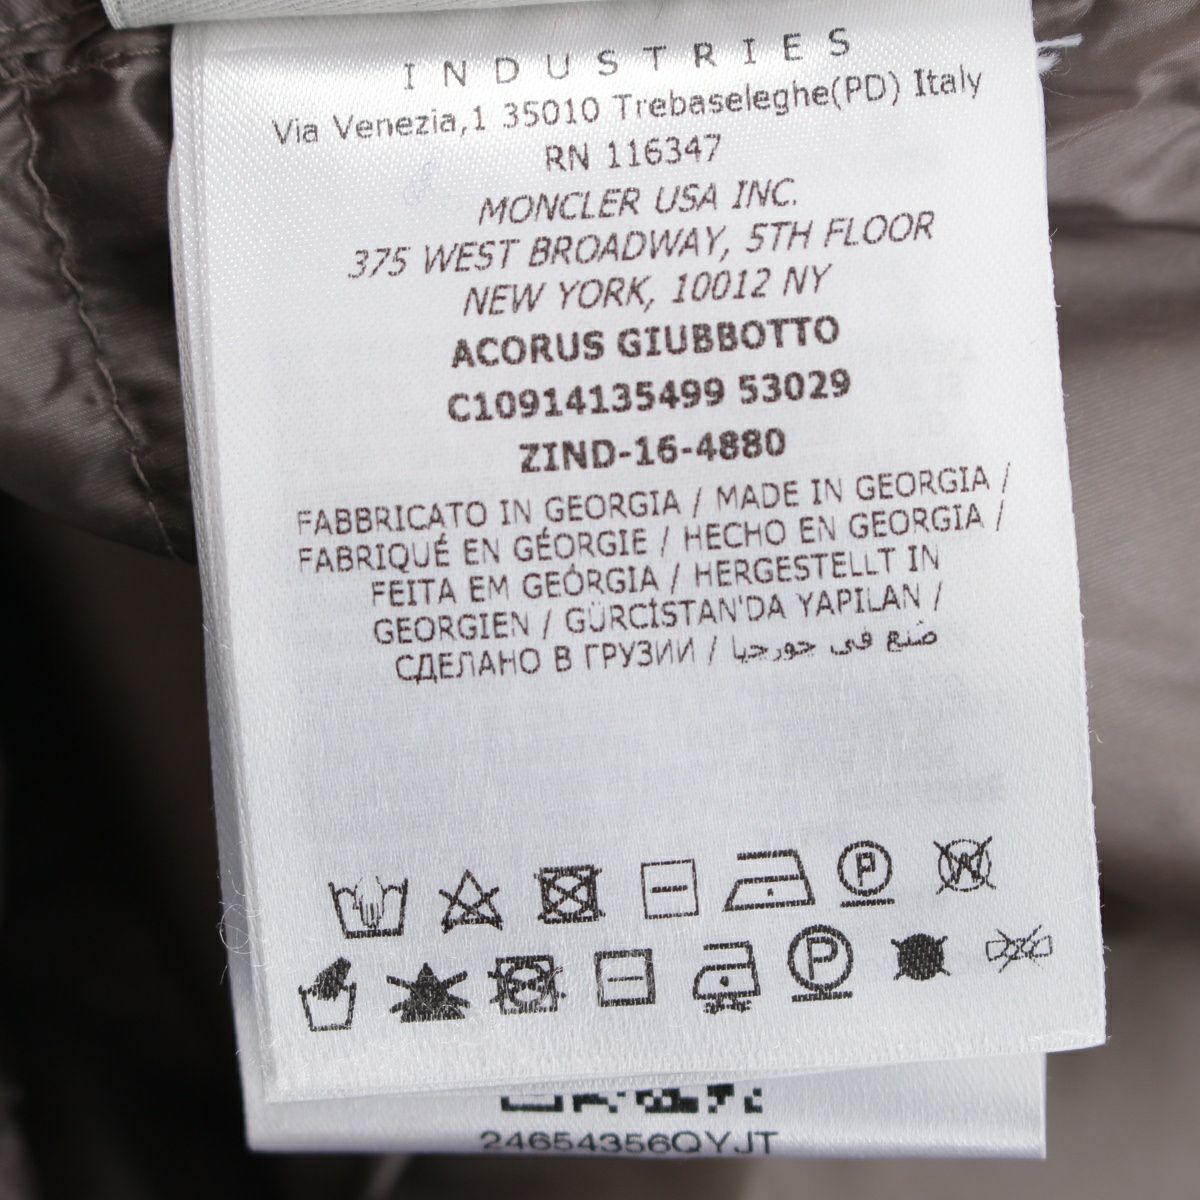 INDUSTRIES
Via Venezia,1 35010 Trebaseleghe(PD) Italy
RN 116347
MONCLER USA INC.
375 WEST BROADWAY, 5TH FLOOR
NEW YORK, 10012 NY
ACORUS GIUBBOTTO
C10914135499 53029
ZIND-16-4880
FABBRICATO IN GEORGIA / MADE IN GEORGIA /
FABRIQUÉ EN GÉORGIE / HECHO EN GEORGIA /
FEITA EM GEÓRGIA / HERGESTELLT IN
GEORGIEN / GÜRCİSTAN'DA YAPILAN /
СДЕЛАНО В ГРУЗИИ / صنع في جورجيا
P W
P
24654356QYJT